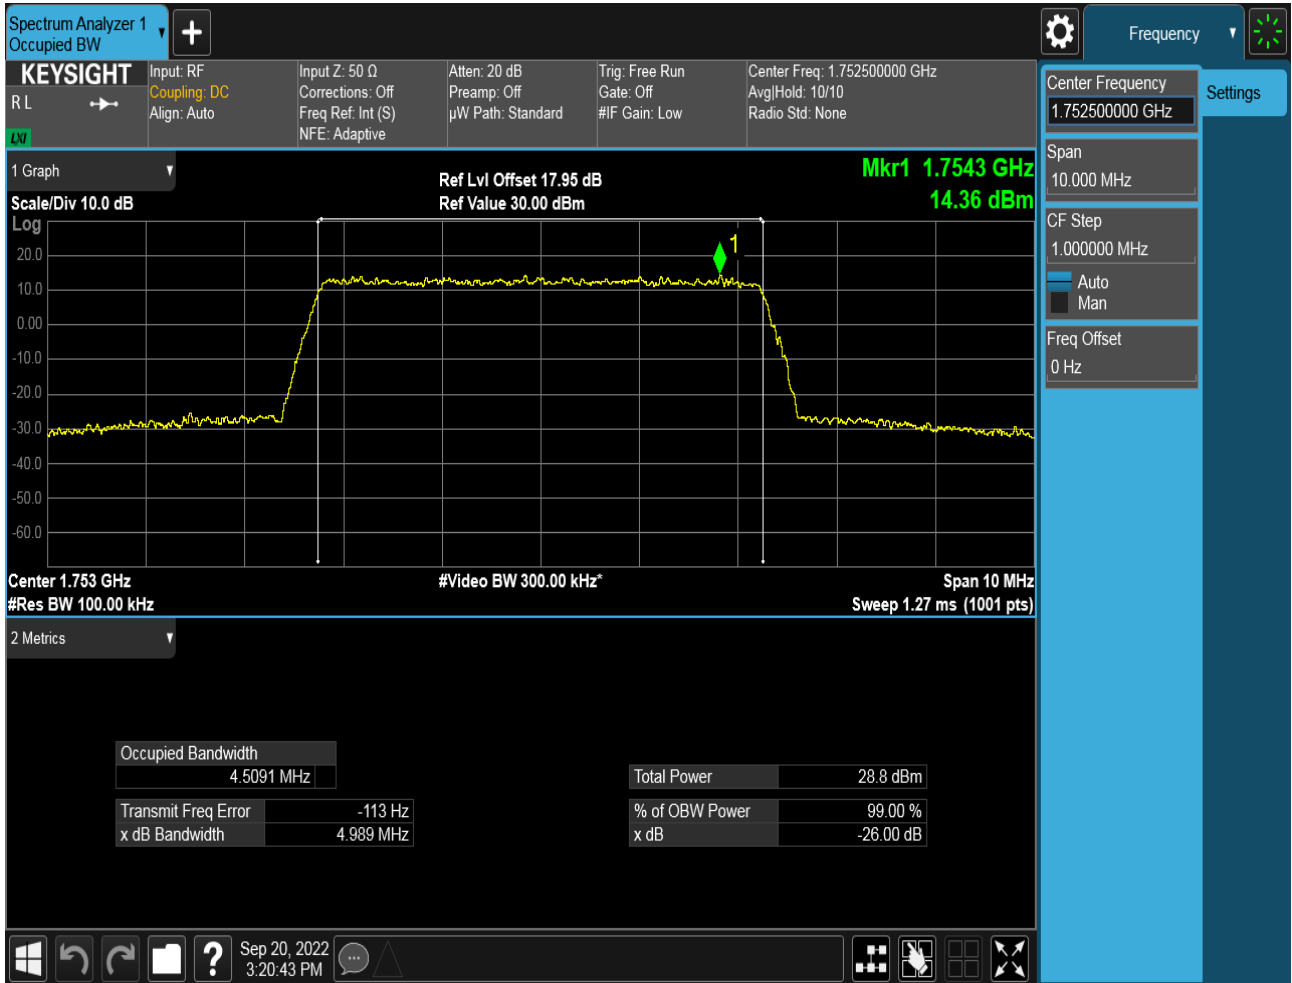 Spectrum Analyzer 1
Occupied BW
Frequency
KEYSIGHT
R L
LXI
Input: RF
Coupling: DC
Align: Auto
Input Z: 50 Ω
Corrections: Off
Freq Ref: Int (S)
NFE: Adaptive
Atten: 20 dB
Preamp: Off
µW Path: Standard
Trig: Free Run
Gate: Off
#IF Gain: Low
Center Freq: 1.752500000 GHz
Avg|Hold: 10/10
Radio Std: None
Center Frequency
1.752500000 GHz
Settings
Span
10.000 MHz
CF Step
1.000000 MHz
Auto
Man
Freq Offset
0 Hz
1 Graph
Scale/Div 10.0 dB
Ref Lvl Offset 17.95 dB
Ref Value 30.00 dBm
Mkr1 1.7543 GHz
14.36 dBm
Log
20.0
10.0
0.00
-10.0
-20.0
-30.0
-40.0
-50.0
-60.0
1
Center 1.753 GHz
#Res BW 100.00 kHz
#Video BW 300.00 kHz*
Span 10 MHz
Sweep 1.27 ms (1001 pts)
2 Metrics
Occupied Bandwidth
4.5091 MHz
Transmit Freq Error -113 Hz
x dB Bandwidth 4.989 MHz
Total Power 28.8 dBm
% of OBW Power 99.00 %
x dB -26.00 dB
?
Sep 20, 2022
3:20:43 PM